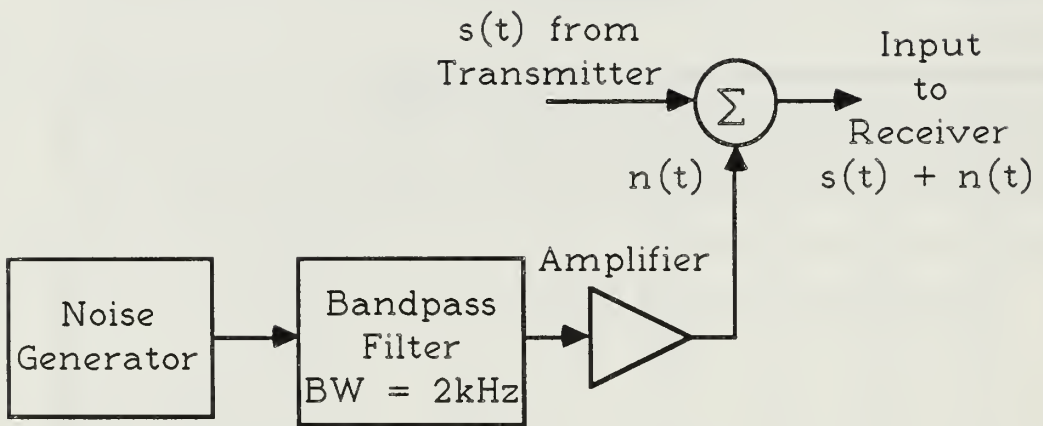 s(t) from
Transmitter
Σ
Input
to
Receiver
s(t) + n(t)
n(t)
Amplifier
Noise
Generator
Bandpass
Filter
BW = 2kHz